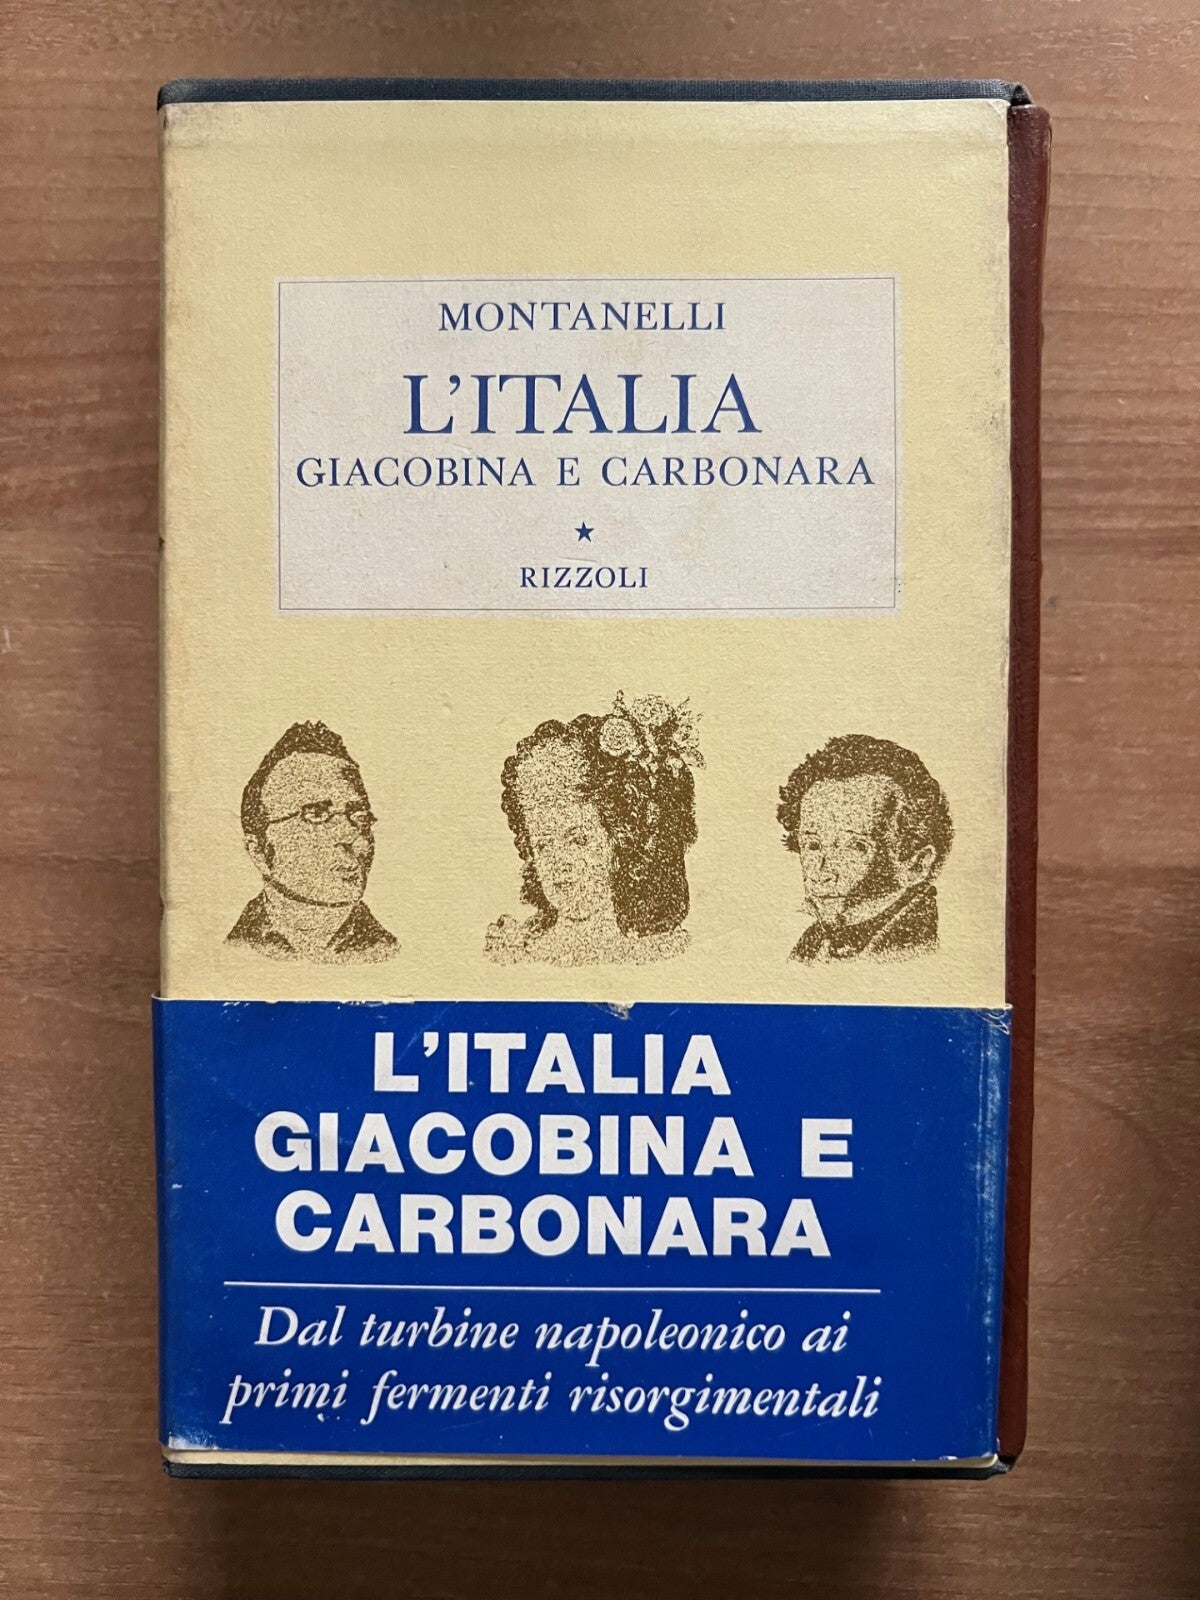 MONTANELLI
L'ITALIA
GIACOBINA E CARBONARA
★
RIZZOLI
L'ITALIA
GIACOBINA E
CARBONARA
Dal turbine napoleonico ai
primi fermenti risorgimentali